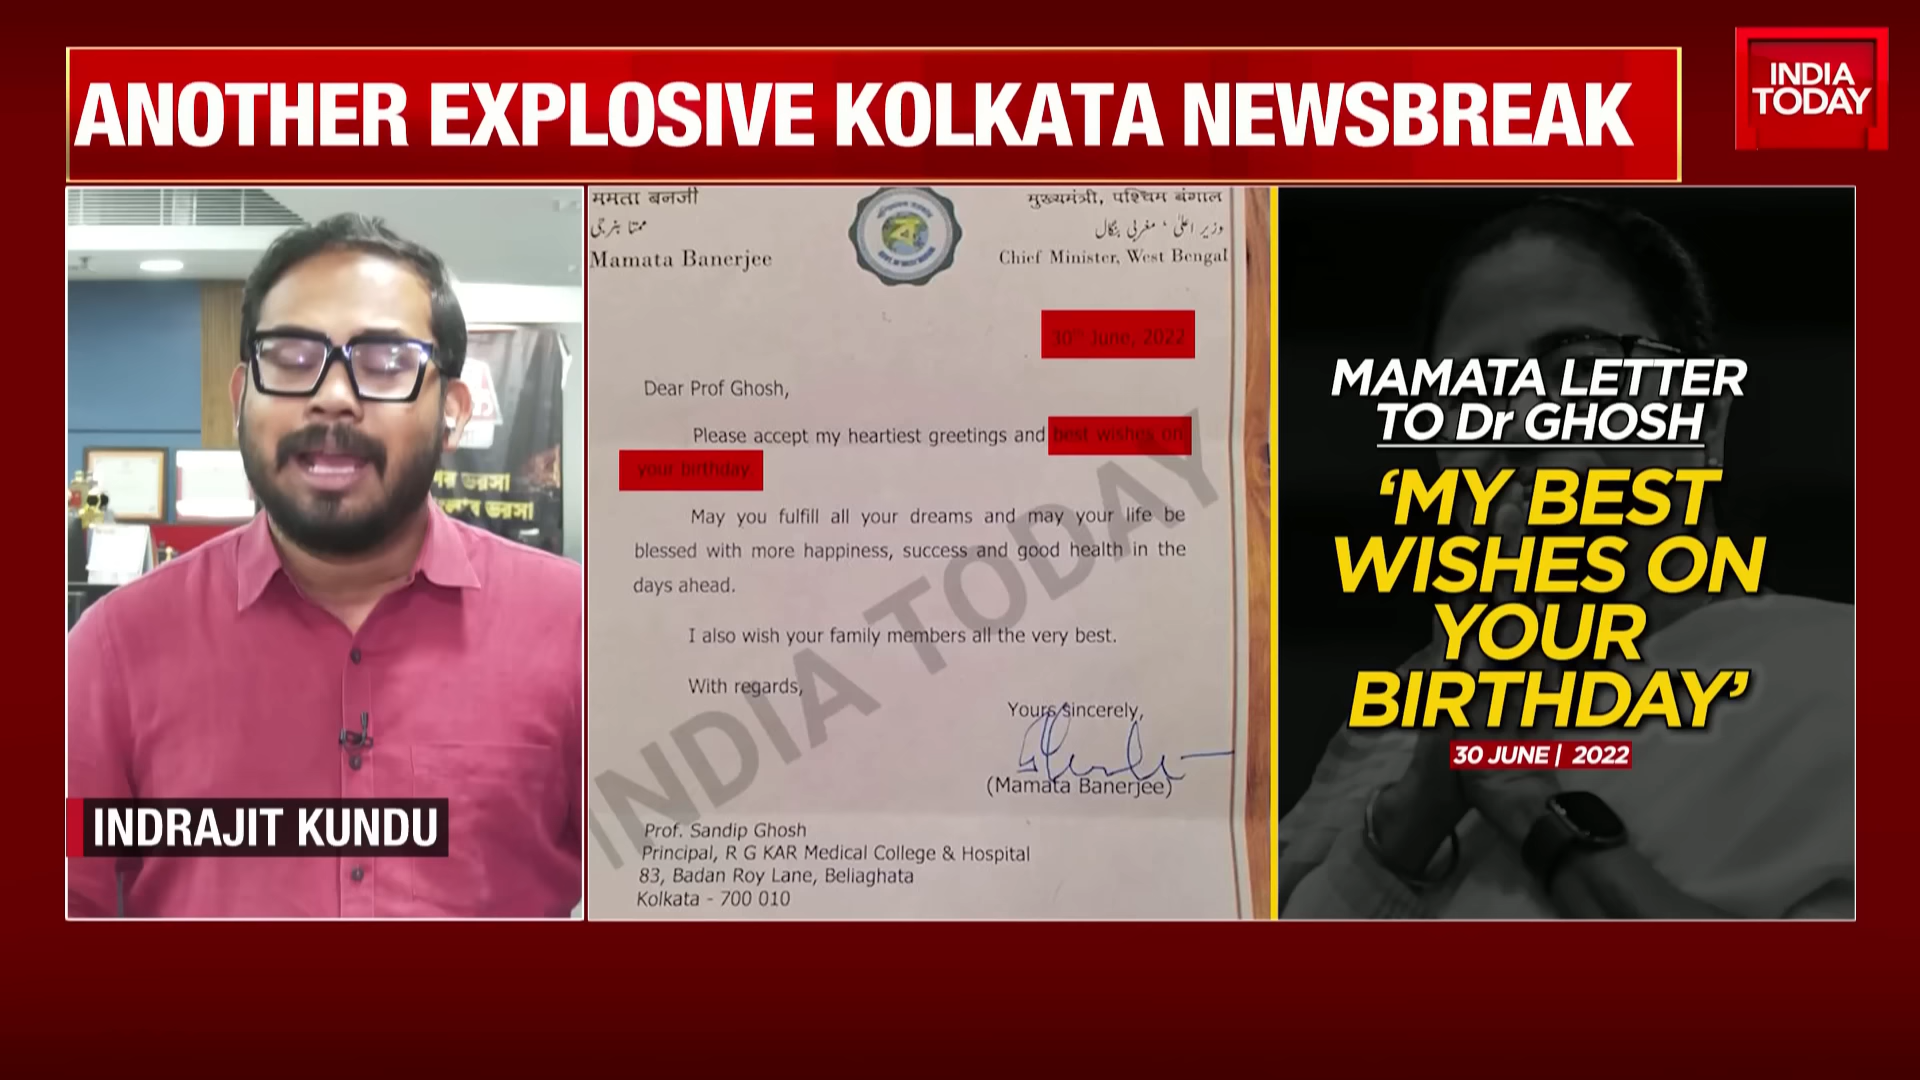 ANOTHER EXPLOSIVE KOLKATA NEWSBREAK
INDIA
TODAY
ममता बनर्जी
मुख्यमंत्री, पश्चिम बंगाल
ممتا بنرجی
وزیر اعلیٰ ، مغربی بنگال
Mamata Banerjee
Chief Minister, West Bengal
30th June, 2022
Dear Prof Ghosh,
Please accept my heartiest greetings and best wishes on
your birthday
May you fulfill all your dreams and may your life be
blessed with more happiness, success and good health in the
days ahead.
I also wish your family members all the very best.
With regards,
Yours sincerely,
(Mamata Banerjee)
Prof. Sandip Ghosh
Principal, R G KAR Medical College & Hospital
83, Badan Roy Lane, Beliaghata
Kolkata - 700 010
INDIA TODAY
MAMATA LETTER
TO Dr GHOSH
‘MY BEST
WISHES ON
YOUR
BIRTHDAY’
30 JUNE | 2022
ভরসা
ভরসা
INDRAJIT KUNDU